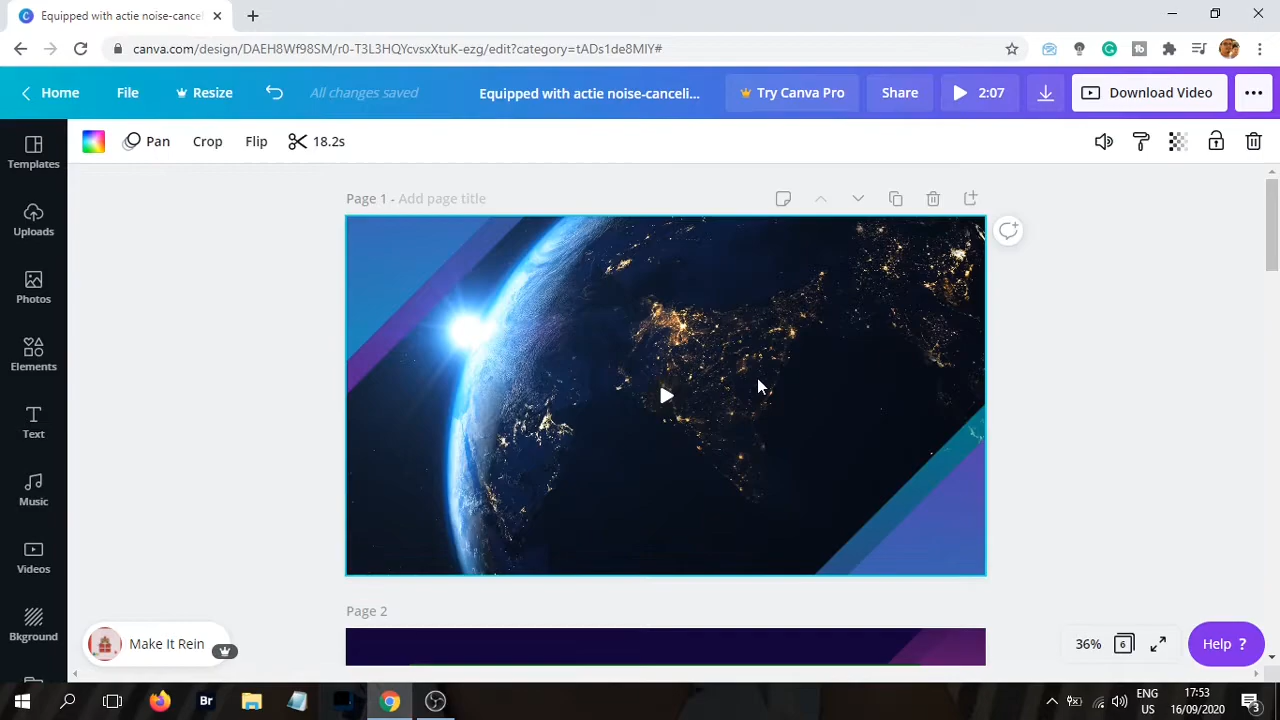 Equipped with actie noise-cance
canva.com/design/DAEH8Wf98SM/r0-T3L3HQYcvsxXtuK-ezg/edit?category=tADs1de8MIY#
Home
File
Resize
All changes saved
Equipped with actie noise-canceli...
Try Canva Pro
Share
2:07
Download Video
Pan
Crop
Flip
18.2s
Templates
Uploads
Photos
Elements
Text
Music
Videos
Bkground
Page 1 - Add page title
Page 2
Make It Rein
36%
6
Help ?
Br
ENG
US
17:53
16/09/2020
3